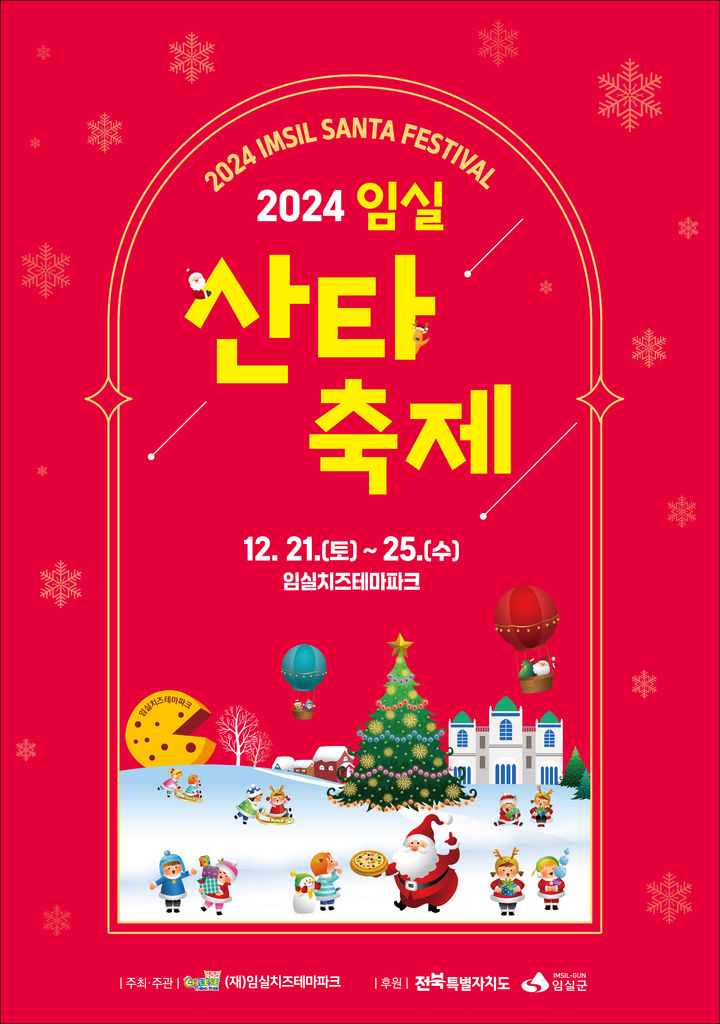 2024 IMSIL SANTA FESTIVAL
2024 임실
산타
축제
12. 21.(토) ~ 25.(수)
임실치즈테마파크
임실치즈테마파크
| 주최·주관 | CHEESE (재)임실치즈테마파크 | 후원 | 전북특별자치도 IMSIL-GUN 임실군